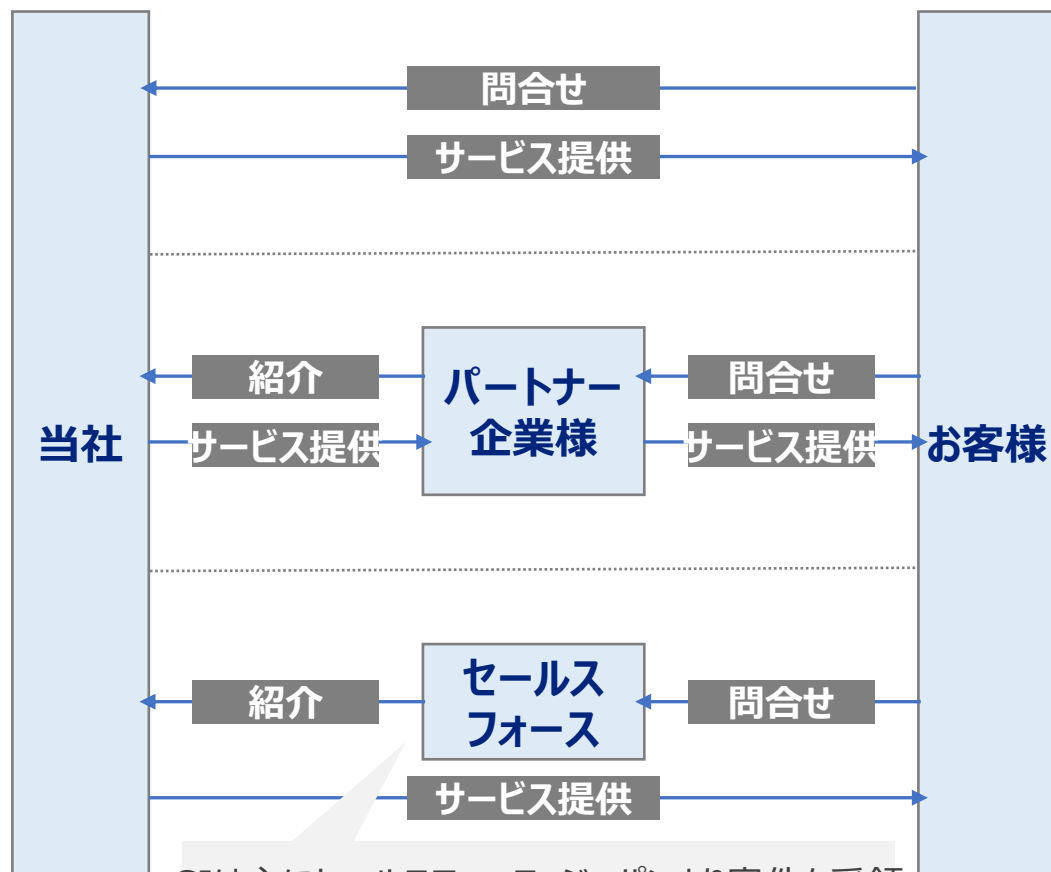 問合せ
サービス提供
紹介
パートナー
企業様
問合せ
当社
サービス提供
サービス提供
お客様
紹介
セールス
フォース
問合せ
サービス提供